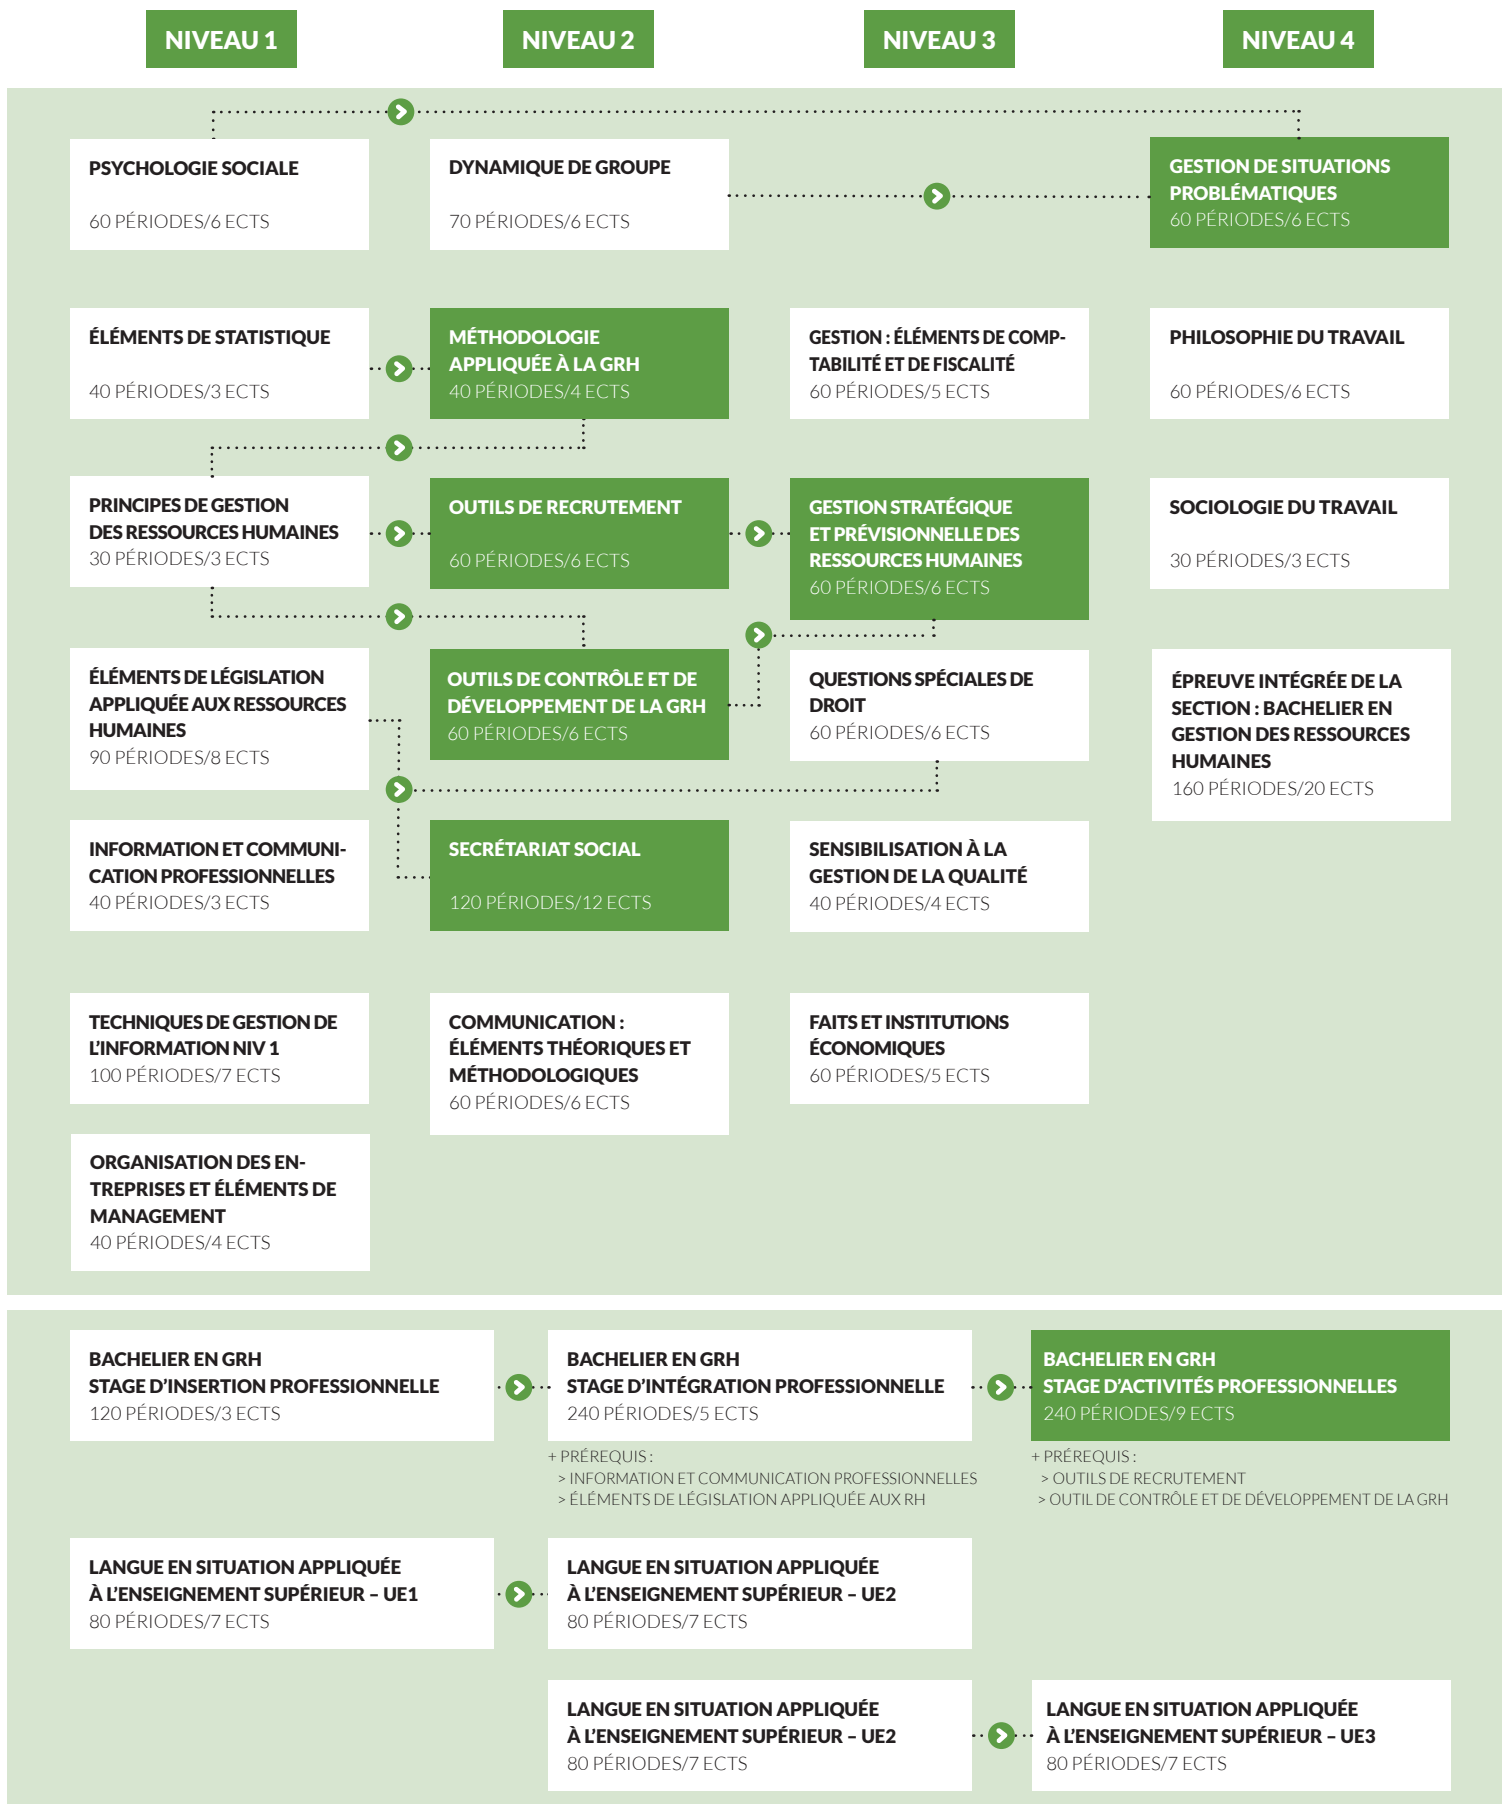 NIVEAU 1
NIVEAU 2
NIVEAU 3
NIVEAU 4
PSYCHOLOGIE SOCIALE
60 PÉRIODES/6 ECTS
DYNAMIQUE DE GROUPE
70 PÉRIODES/6 ECTS
GESTION DE SITUATIONS
PROBLÉMATIQUES
60 PÉRIODES/6 ECTS
ÉLÉMENTS DE STATISTIQUE
40 PÉRIODES/3 ECTS
MÉTHODOLOGIE
APPLIQUÉE À LA GRH
40 PÉRIODES/4 ECTS
GESTION : ÉLÉMENTS DE COMP-
TABILITÉ ET DE FISCALITÉ
60 PÉRIODES/5 ECTS
PHILOSOPHIE DU TRAVAIL
60 PÉRIODES/6 ECTS
PRINCIPES DE GESTION
DES RESSOURCES HUMAINES
30 PÉRIODES/3 ECTS
OUTILS DE RECRUTEMENT
60 PÉRIODES/6 ECTS
GESTION STRATÉGIQUE
ET PRÉVISIONNELLE DES
RESSOURCES HUMAINES
60 PÉRIODES/6 ECTS
SOCIOLOGIE DU TRAVAIL
30 PÉRIODES/3 ECTS
ÉLÉMENTS DE LÉGISLATION
APPLIQUÉE AUX RESSOURCES
HUMAINES
90 PÉRIODES/8 ECTS
OUTILS DE CONTRÔLE ET DE
DÉVELOPPEMENT DE LA GRH
60 PÉRIODES/6 ECTS
QUESTIONS SPÉCIALES DE
DROIT
60 PÉRIODES/6 ECTS
ÉPREUVE INTÉGRÉE DE LA
SECTION : BACHELIER EN
GESTION DES RESSOURCES
HUMAINES
160 PÉRIODES/20 ECTS
INFORMATION ET COMMUNI-
CATION PROFESSIONNELLES
40 PÉRIODES/3 ECTS
SECRÉTARIAT SOCIAL
120 PÉRIODES/12 ECTS
SENSIBILISATION À LA
GESTION DE LA QUALITÉ
40 PÉRIODES/4 ECTS
TECHNIQUES DE GESTION DE
L'INFORMATION NIV 1
100 PÉRIODES/7 ECTS
COMMUNICATION :
ÉLÉMENTS THÉORIQUES ET
MÉTHODOLOGIQUES
60 PÉRIODES/6 ECTS
FAITS ET INSTITUTIONS
ÉCONOMIQUES
60 PÉRIODES/5 ECTS
ORGANISATION DES EN-
TREPRISES ET ÉLÉMENTS DE
MANAGEMENT
40 PÉRIODES/4 ECTS
BACHELIER EN GRH
STAGE D'INSERTION PROFESSIONNELLE
120 PÉRIODES/3 ECTS
BACHELIER EN GRH
STAGE D'INTÉGRATION PROFESSIONNELLE
240 PÉRIODES/5 ECTS
+ PRÉREQUIS :
> INFORMATION ET COMMUNICATION PROFESSIONNELLES
> ÉLÉMENTS DE LÉGISLATION APPLIQUÉE AUX RH
BACHELIER EN GRH
STAGE D'ACTIVITÉS PROFESSIONNELLES
240 PÉRIODES/9 ECTS
+ PRÉREQUIS :
> OUTILS DE RECRUTEMENT
> OUTIL DE CONTRÔLE ET DE DÉVELOPPEMENT DE LA GRH
LANGUE EN SITUATION APPLIQUÉE
À L'ENSEIGNEMENT SUPÉRIEUR – UE1
80 PÉRIODES/7 ECTS
LANGUE EN SITUATION APPLIQUÉE
À L'ENSEIGNEMENT SUPÉRIEUR – UE2
80 PÉRIODES/7 ECTS
LANGUE EN SITUATION APPLIQUÉE
À L'ENSEIGNEMENT SUPÉRIEUR – UE2
80 PÉRIODES/7 ECTS
LANGUE EN SITUATION APPLIQUÉE
À L'ENSEIGNEMENT SUPÉRIEUR – UE3
80 PÉRIODES/7 ECTS